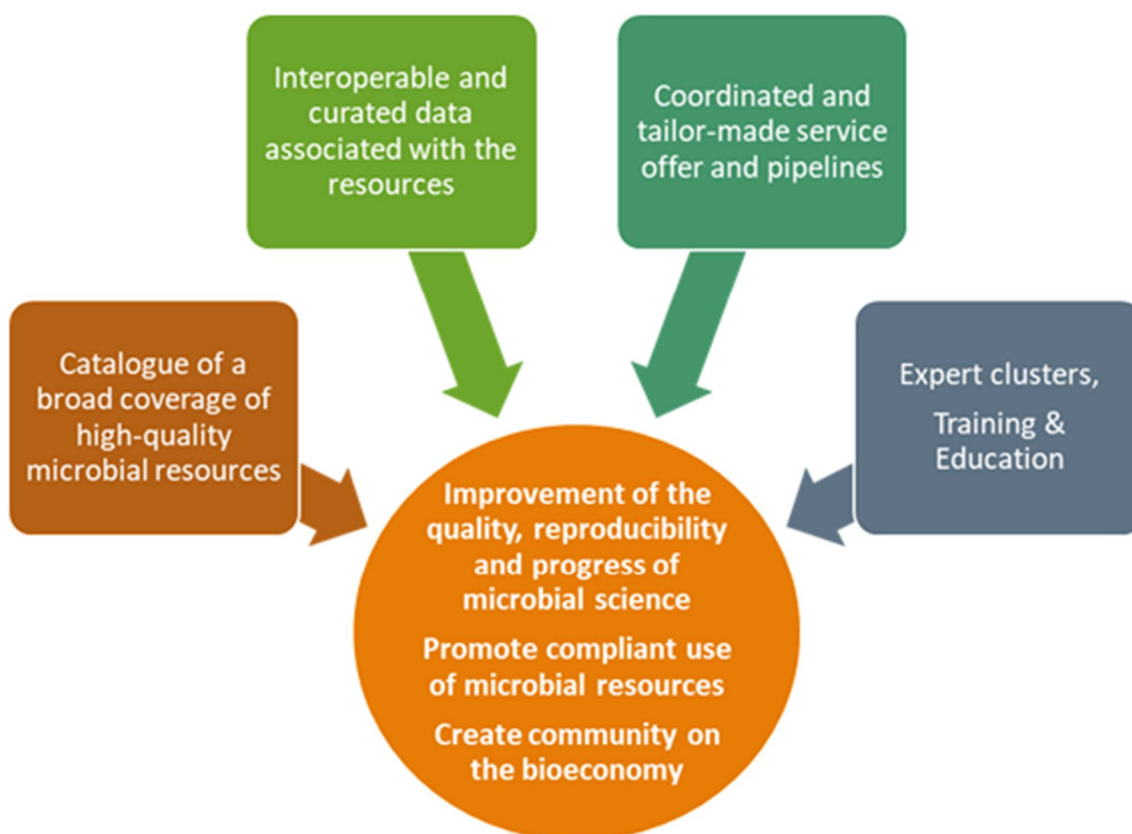 Interoperable and
curated data
associated with the
resources
Coordinated and
tailor-made service
offer and pipelines
Catalogue of a
broad coverage of
high-quality
microbial resources
Expert clusters,
Training &
Education
Improvement of the
quality, reproducibility
and progress of
microbial science
Promote compliant use
of microbial resources
Create community on
the bioeconomy